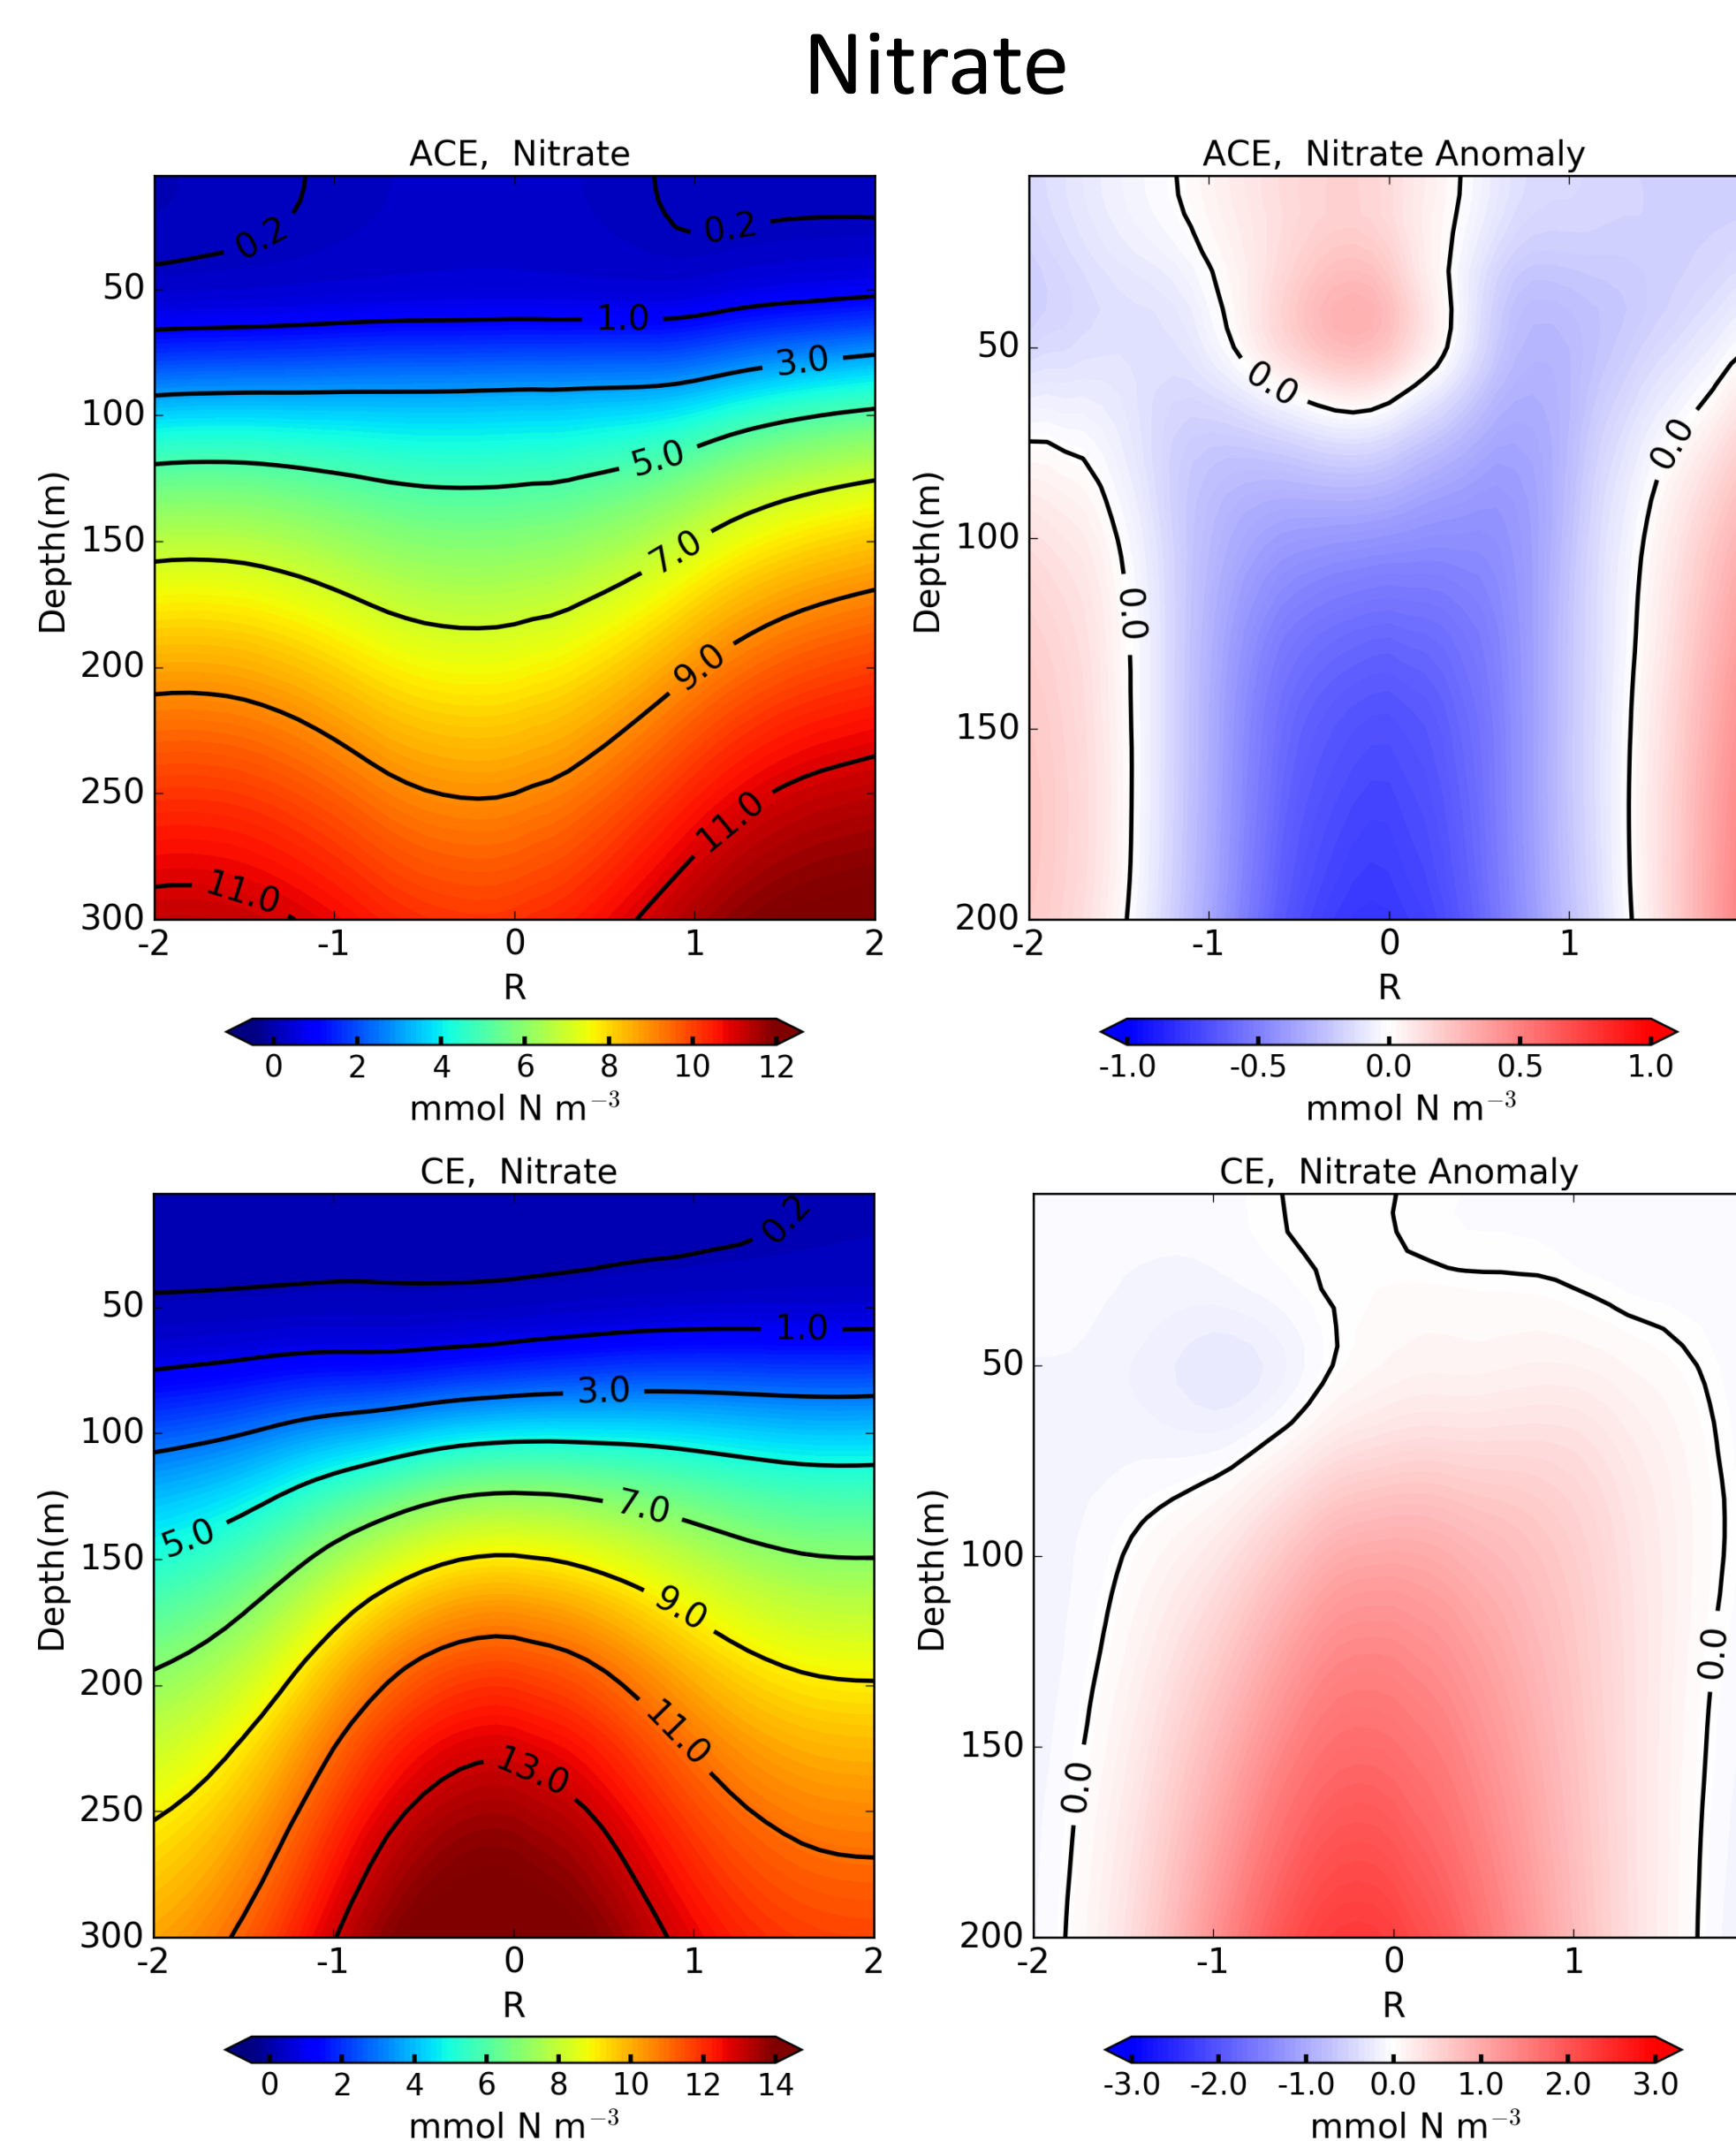 Nitrate
ACE,  Nitrate
0.2
0.2
1.0
3.0
5.0
7.0
9.0
11.0
11.0
50
100
150
200
250
300
Depth(m)
-2 -1 0 1 2
R
0 2 4 6 8 10 12
mmol N m⁻³
ACE,  Nitrate Anomaly
0.0
0.0
0.0
50
100
150
200
Depth(m)
-2 -1 0 1
R
-1.0 -0.5 0.0 0.5 1.0
mmol N m⁻³
CE,  Nitrate
0.2
1.0
3.0
5.0
7.0
9.0
11.0
13.0
50
100
150
200
250
300
Depth(m)
-2 -1 0 1 2
R
0 2 4 6 8 10 12 14
mmol N m⁻³
CE,  Nitrate Anomaly
0.0
0.0
50
100
150
200
Depth(m)
-2 -1 0 1
R
-3.0 -2.0 -1.0 0.0 1.0 2.0 3.0
mmol N m⁻³